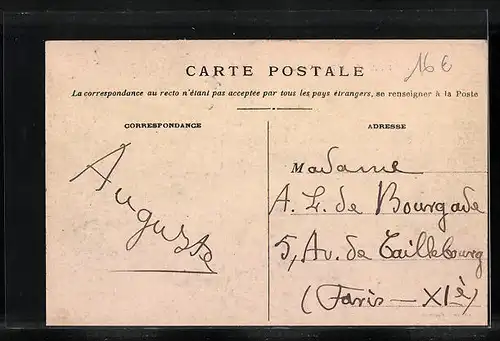 16€
CARTE POSTALE
La correspondance au recto n'étant pas acceptée par tous les pays étrangers, se renseigner à la Poste
CORRESPONDANCE
ADRESSE
Auguste
Madame
A. L. de Bourgade
5, Av. de Taillebourg
(Paris - XIè)